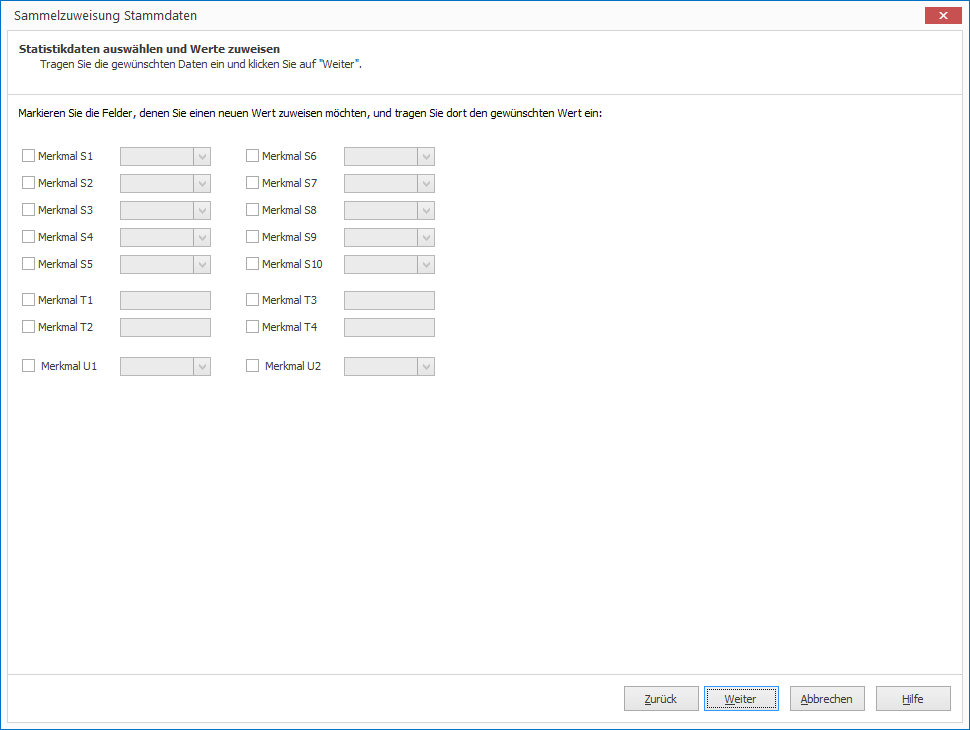 Sammelzuweisung Stammdaten
Statistikdaten auswählen und Werte zuweisen
Tragen Sie die gewünschten Daten ein und klicken Sie auf "Weiter".
Markieren Sie die Felder, denen Sie einen neuen Wert zuweisen möchten, und tragen Sie dort den gewünschten Wert ein:
Merkmal S1 Merkmal S6
Merkmal S2 Merkmal S7
Merkmal S3 Merkmal S8
Merkmal S4 Merkmal S9
Merkmal S5 Merkmal S10
Merkmal T1 Merkmal T3
Merkmal T2 Merkmal T4
Merkmal U1 Merkmal U2
Zurück Weiter Abbrechen Hilfe